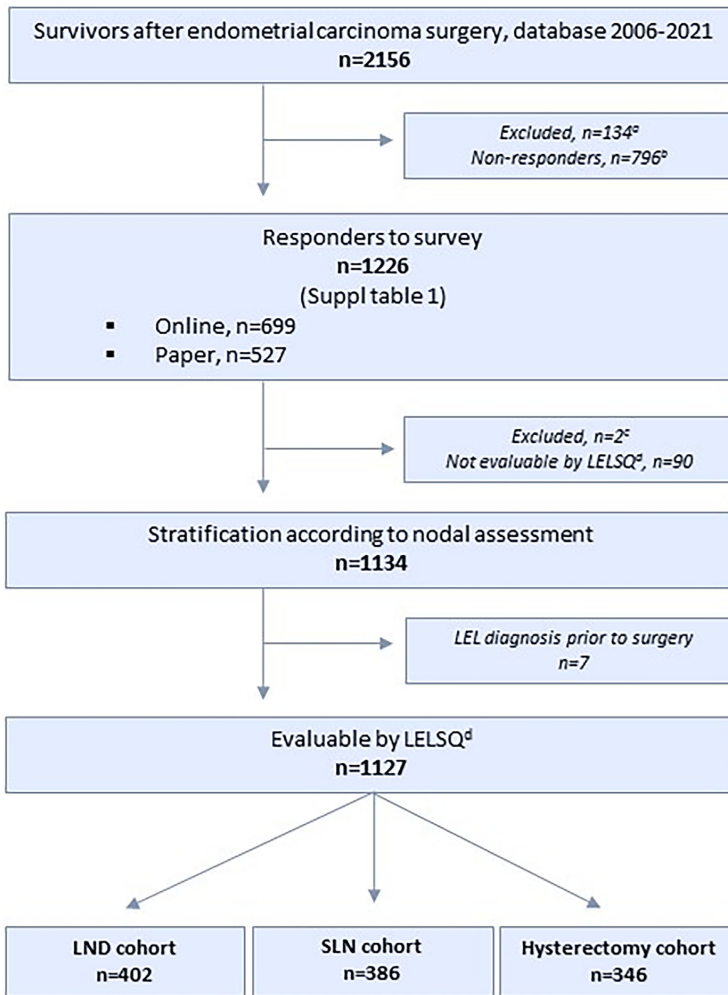 Survivors after endometrial carcinoma surgery, database 2006-2021
n=2156
Excluded, n=134ᵃ
Non-responders, n=796ᵇ
Responders to survey
n=1226
(Suppl table 1)
▪ Online, n=699
▪ Paper, n=527
Excluded, n=2ᶜ
Not evaluable by LELSQᵈ, n=90
Stratification according to nodal assessment
n=1134
LEL diagnosis prior to surgery
n=7
Evaluable by LELSQᵈ
n=1127
LND cohort
n=402
SLN cohort
n=386
Hysterectomy cohort
n=346